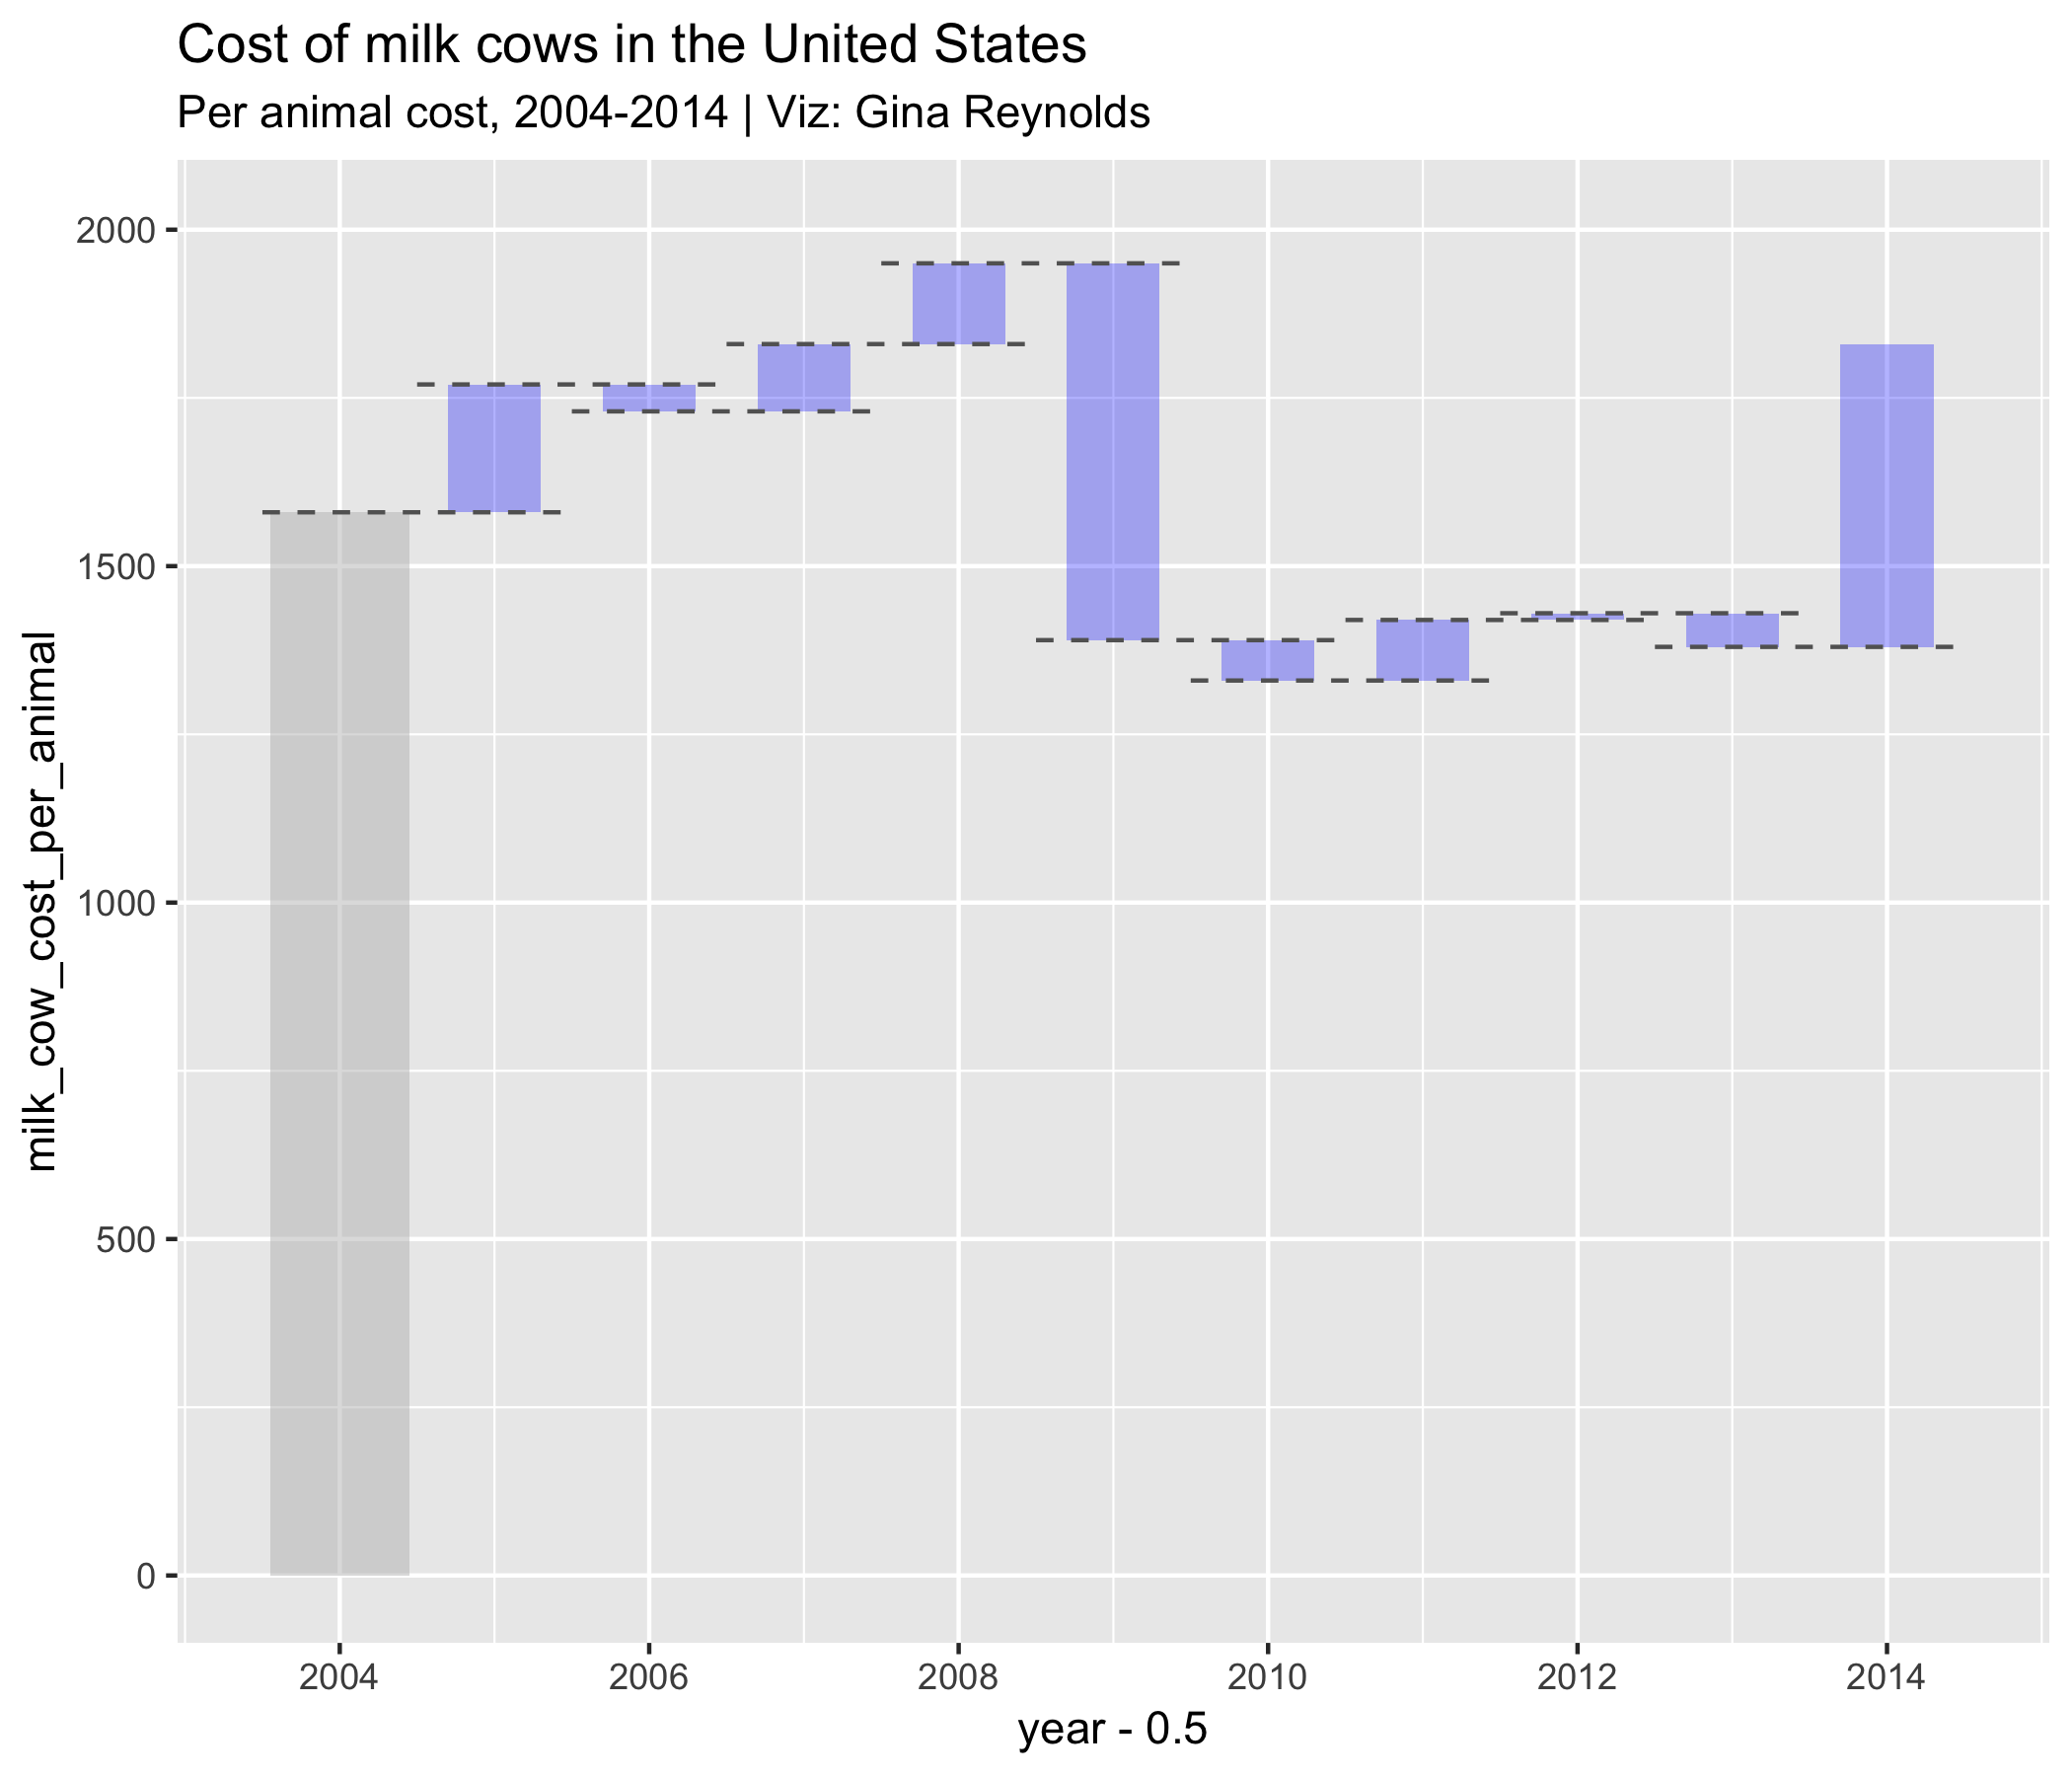 Cost of milk cows in the United States
Per animal cost, 2004-2014 | Viz: Gina Reynolds
milk_cow_cost_per_animal
2000
1500
1000
500
0
2004 2006 2008 2010 2012 2014
year - 0.5